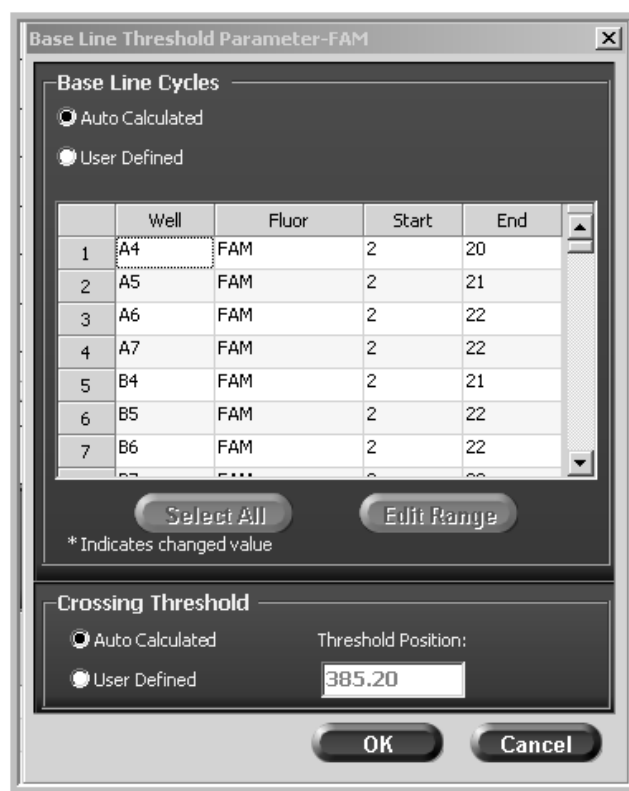 Base Line Threshold Parameter-FAM
Base Line Cycles
Auto Calculated
User Defined
Well Fluor Start End
1 A4 FAM 2 20
2 A5 FAM 2 21
3 A6 FAM 2 22
4 A7 FAM 2 22
5 B4 FAM 2 21
6 B5 FAM 2 22
7 B6 FAM 2 22
Select All Edit Range
* Indicates changed value
Crossing Threshold
Auto Calculated Threshold Position:
User Defined 385.20
OK Cancel